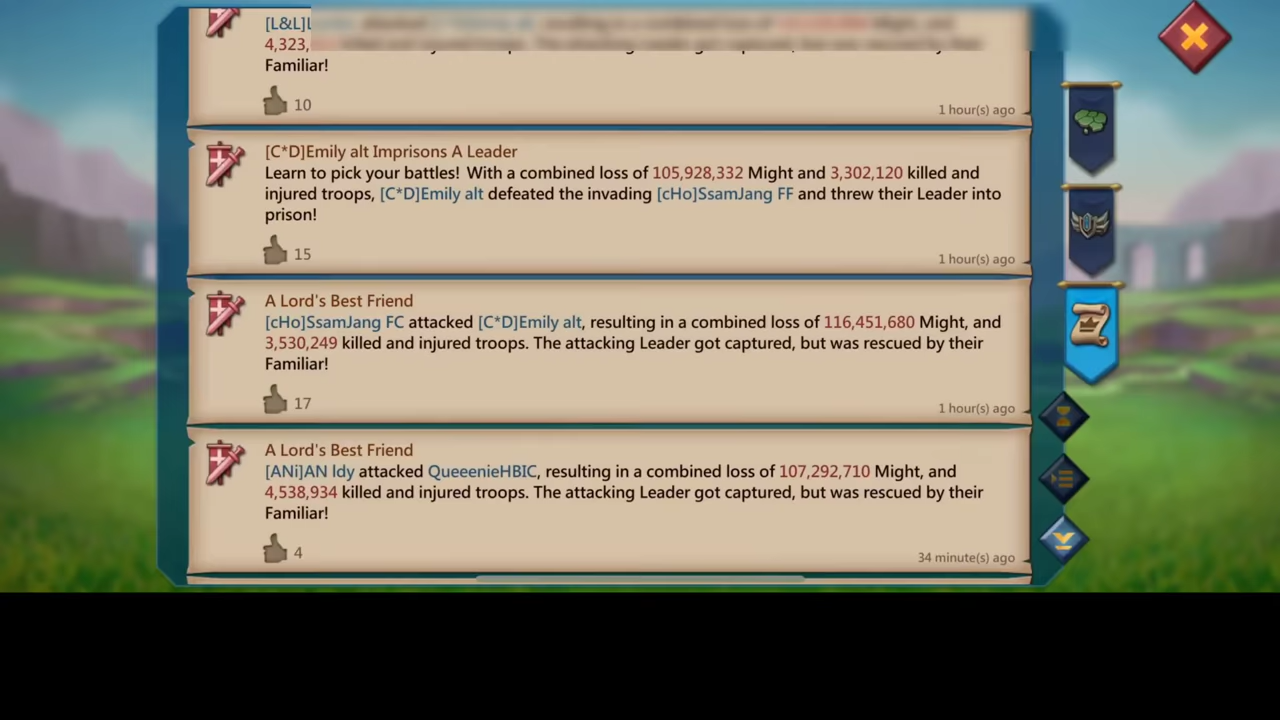 [L&L]
4,323,
Familiar!
10
1 hour(s) ago
[C*D]Emily alt Imprisons A Leader
Learn to pick your battles! With a combined loss of 105,928,332 Might and 3,302,120 killed and
injured troops, [C*D]Emily alt defeated the invading [cHo]SsamJang FF and threw their Leader into
prison!
15
1 hour(s) ago
A Lord's Best Friend
[cHo]SsamJang FC attacked [C*D]Emily alt, resulting in a combined loss of 116,451,680 Might, and
3,530,249 killed and injured troops. The attacking Leader got captured, but was rescued by their
Familiar!
17
1 hour(s) ago
A Lord's Best Friend
[ANi]AN ldy attacked QueeenieHBIC, resulting in a combined loss of 107,292,710 Might, and
4,538,934 killed and injured troops. The attacking Leader got captured, but was rescued by their
Familiar!
4
34 minute(s) ago